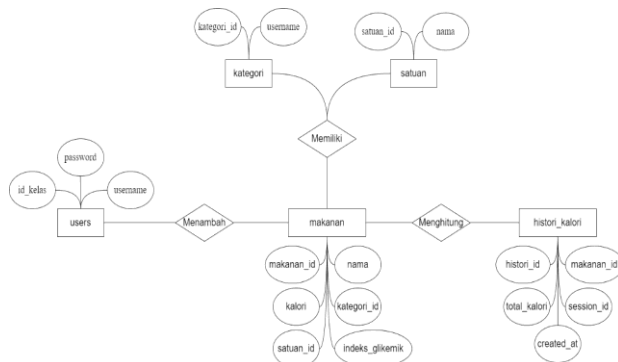 kategori_id
username
satuan_id
nama
kategori
satuan
Memiliki
password
id_kelas
username
users
Menambah
makanan
Menghitung
histori_kalori
makanan_id
nama
histori_id
makanan_id
kalori
kategori_id
total_kalori
session_id
satuan_id
indeks_glikemik
created_at